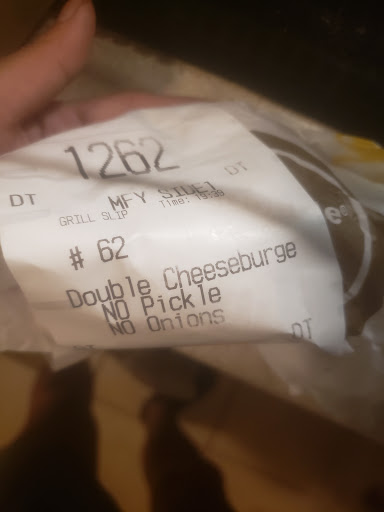 1262
DT
DT
MFY SIDE1
GRILL SLIP
# 62
Double Cheeseburge
NO Pickle
NO Onions
DT